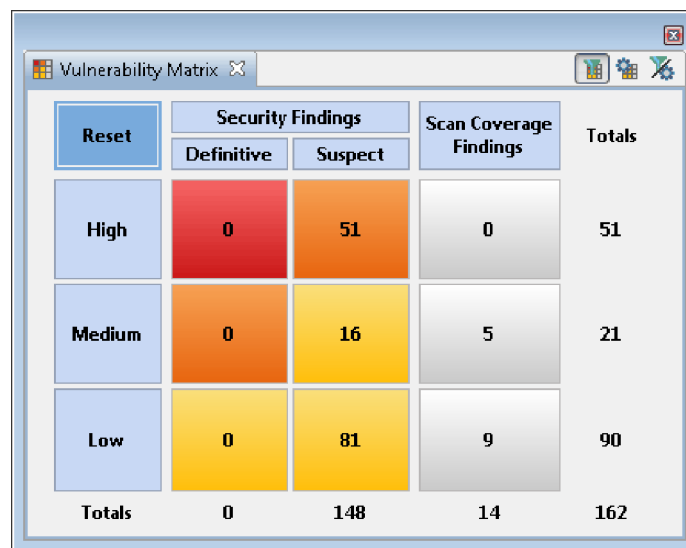 Vulnerability Matrix
Reset Security Findings Scan Coverage Findings Totals
Definitive Suspect
High 0 51 0 51
Medium 0 16 5 21
Low 0 81 9 90
Totals 0 148 14 162